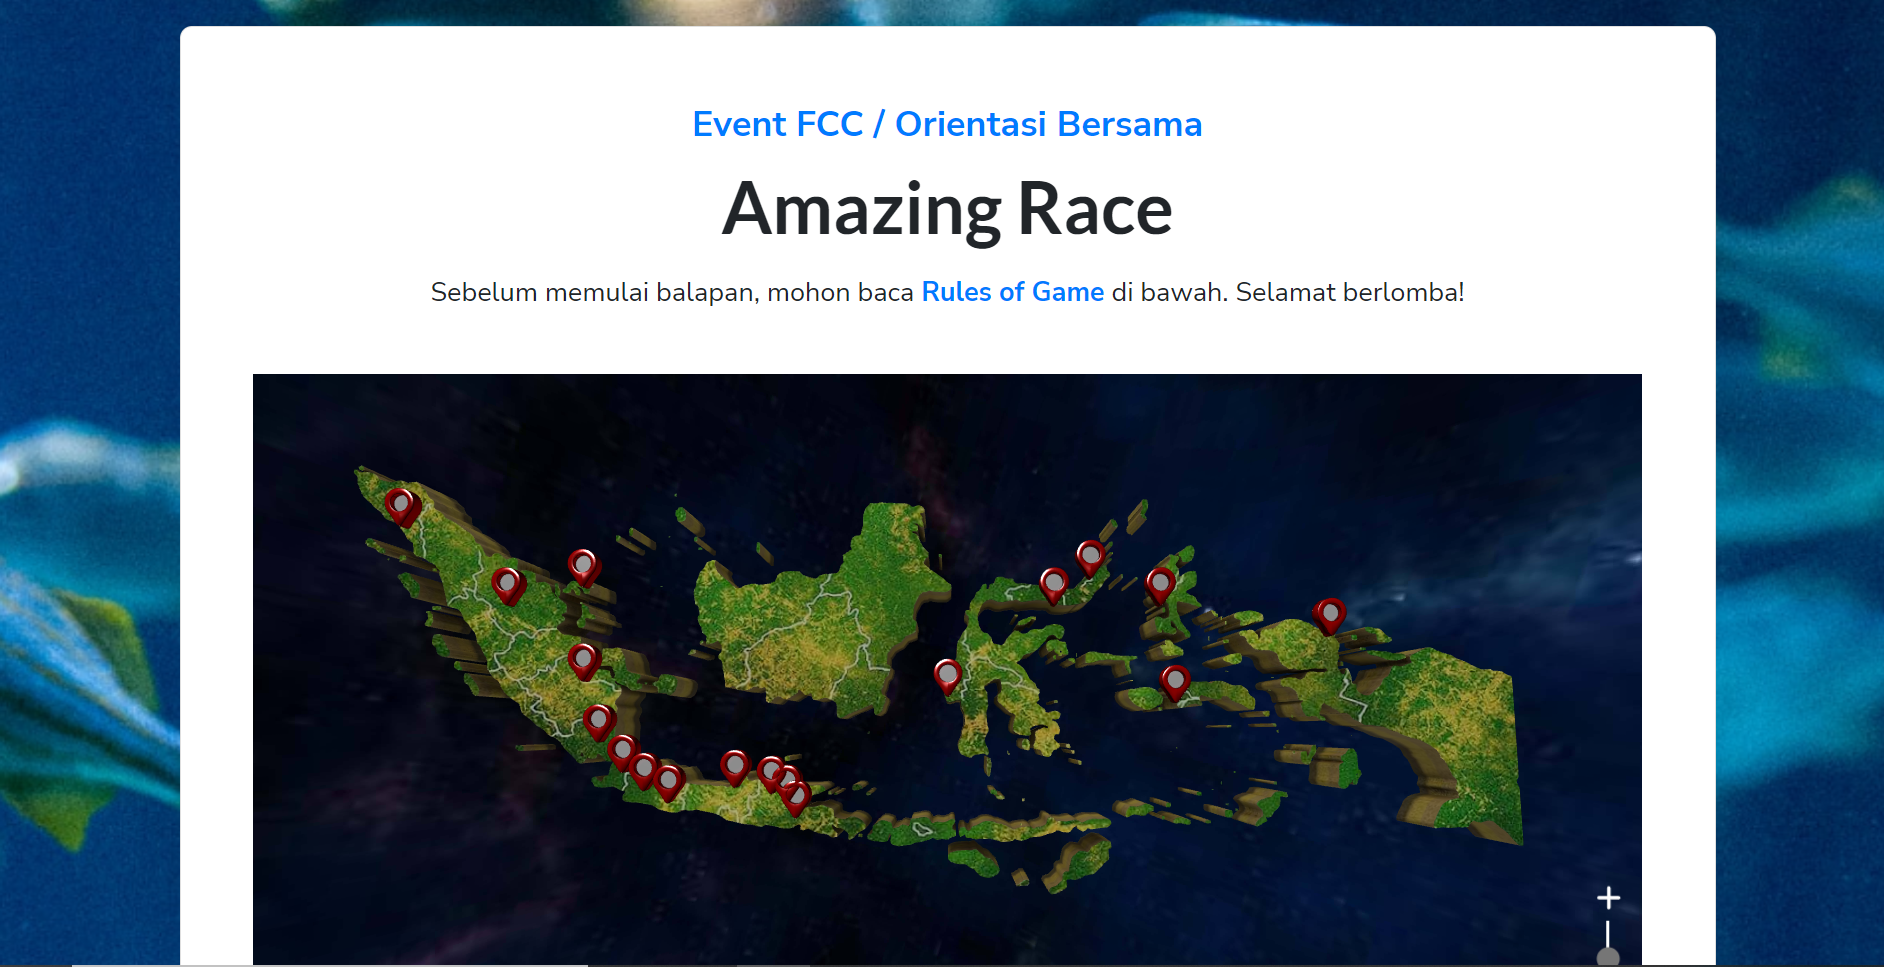 Event FCC / Orientasi Bersama
Amazing Race
Sebelum memulai balapan, mohon baca Rules of Game di bawah. Selamat berlomba!